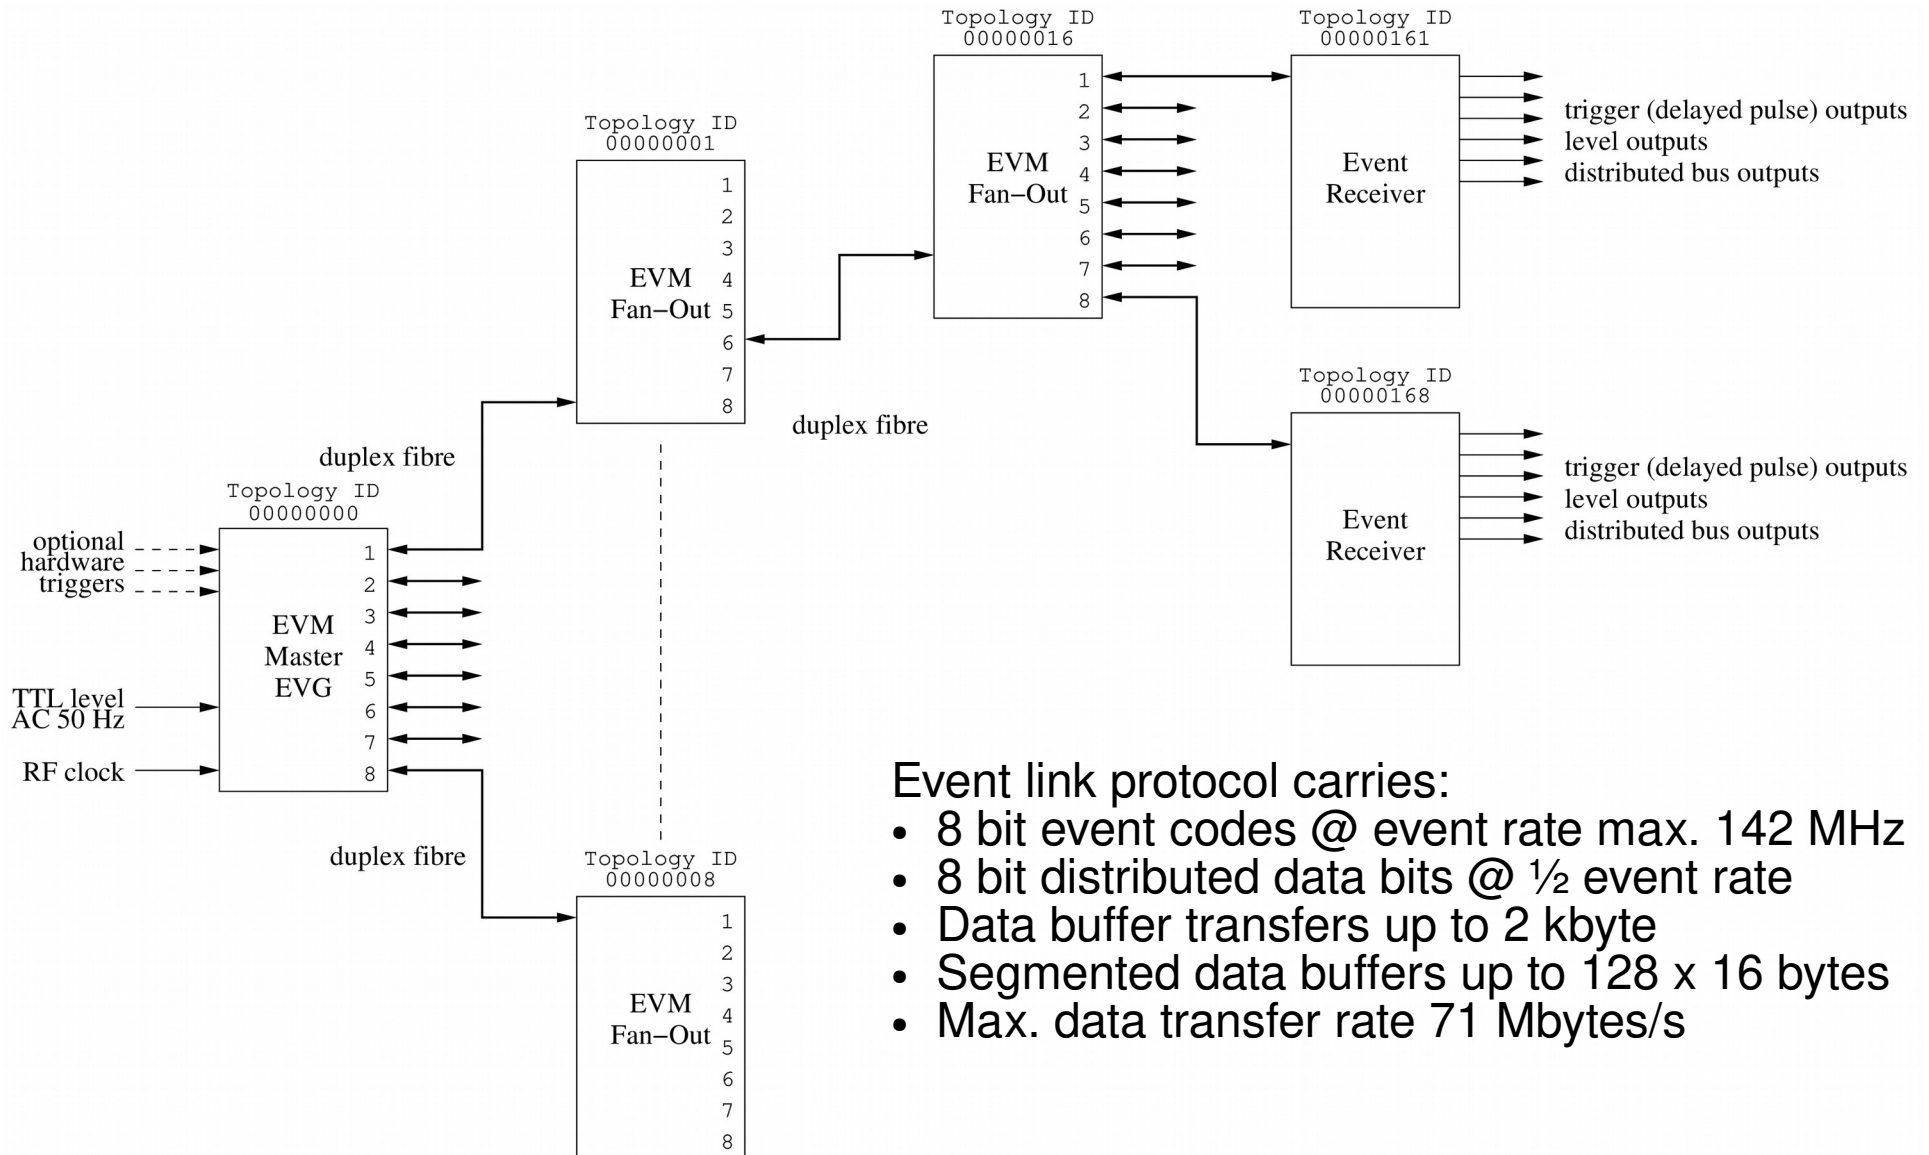 Topology ID
00000016
1
2
3
4
5
6
7
8
EVM
Fan−Out
Topology ID
00000161
Event
Receiver
trigger (delayed pulse) outputs
level outputs
distributed bus outputs
Topology ID
00000001
1
2
3
4
5
6
7
8
EVM
Fan−Out
duplex fibre
duplex fibre
Topology ID
00000168
Event
Receiver
trigger (delayed pulse) outputs
level outputs
distributed bus outputs
Topology ID
00000000
optional
hardware
triggers
TTL level
AC 50 Hz
RF clock
EVM
Master
EVG
1
2
3
4
5
6
7
8
duplex fibre
Topology ID
00000008
EVM
Fan−Out
1
2
3
4
5
6
7
8
Event link protocol carries:
• 8 bit event codes @ event rate max. 142 MHz
• 8 bit distributed data bits @ ½ event rate
• Data buffer transfers up to 2 kbyte
• Segmented data buffers up to 128 x 16 bytes
• Max. data transfer rate 71 Mbytes/s